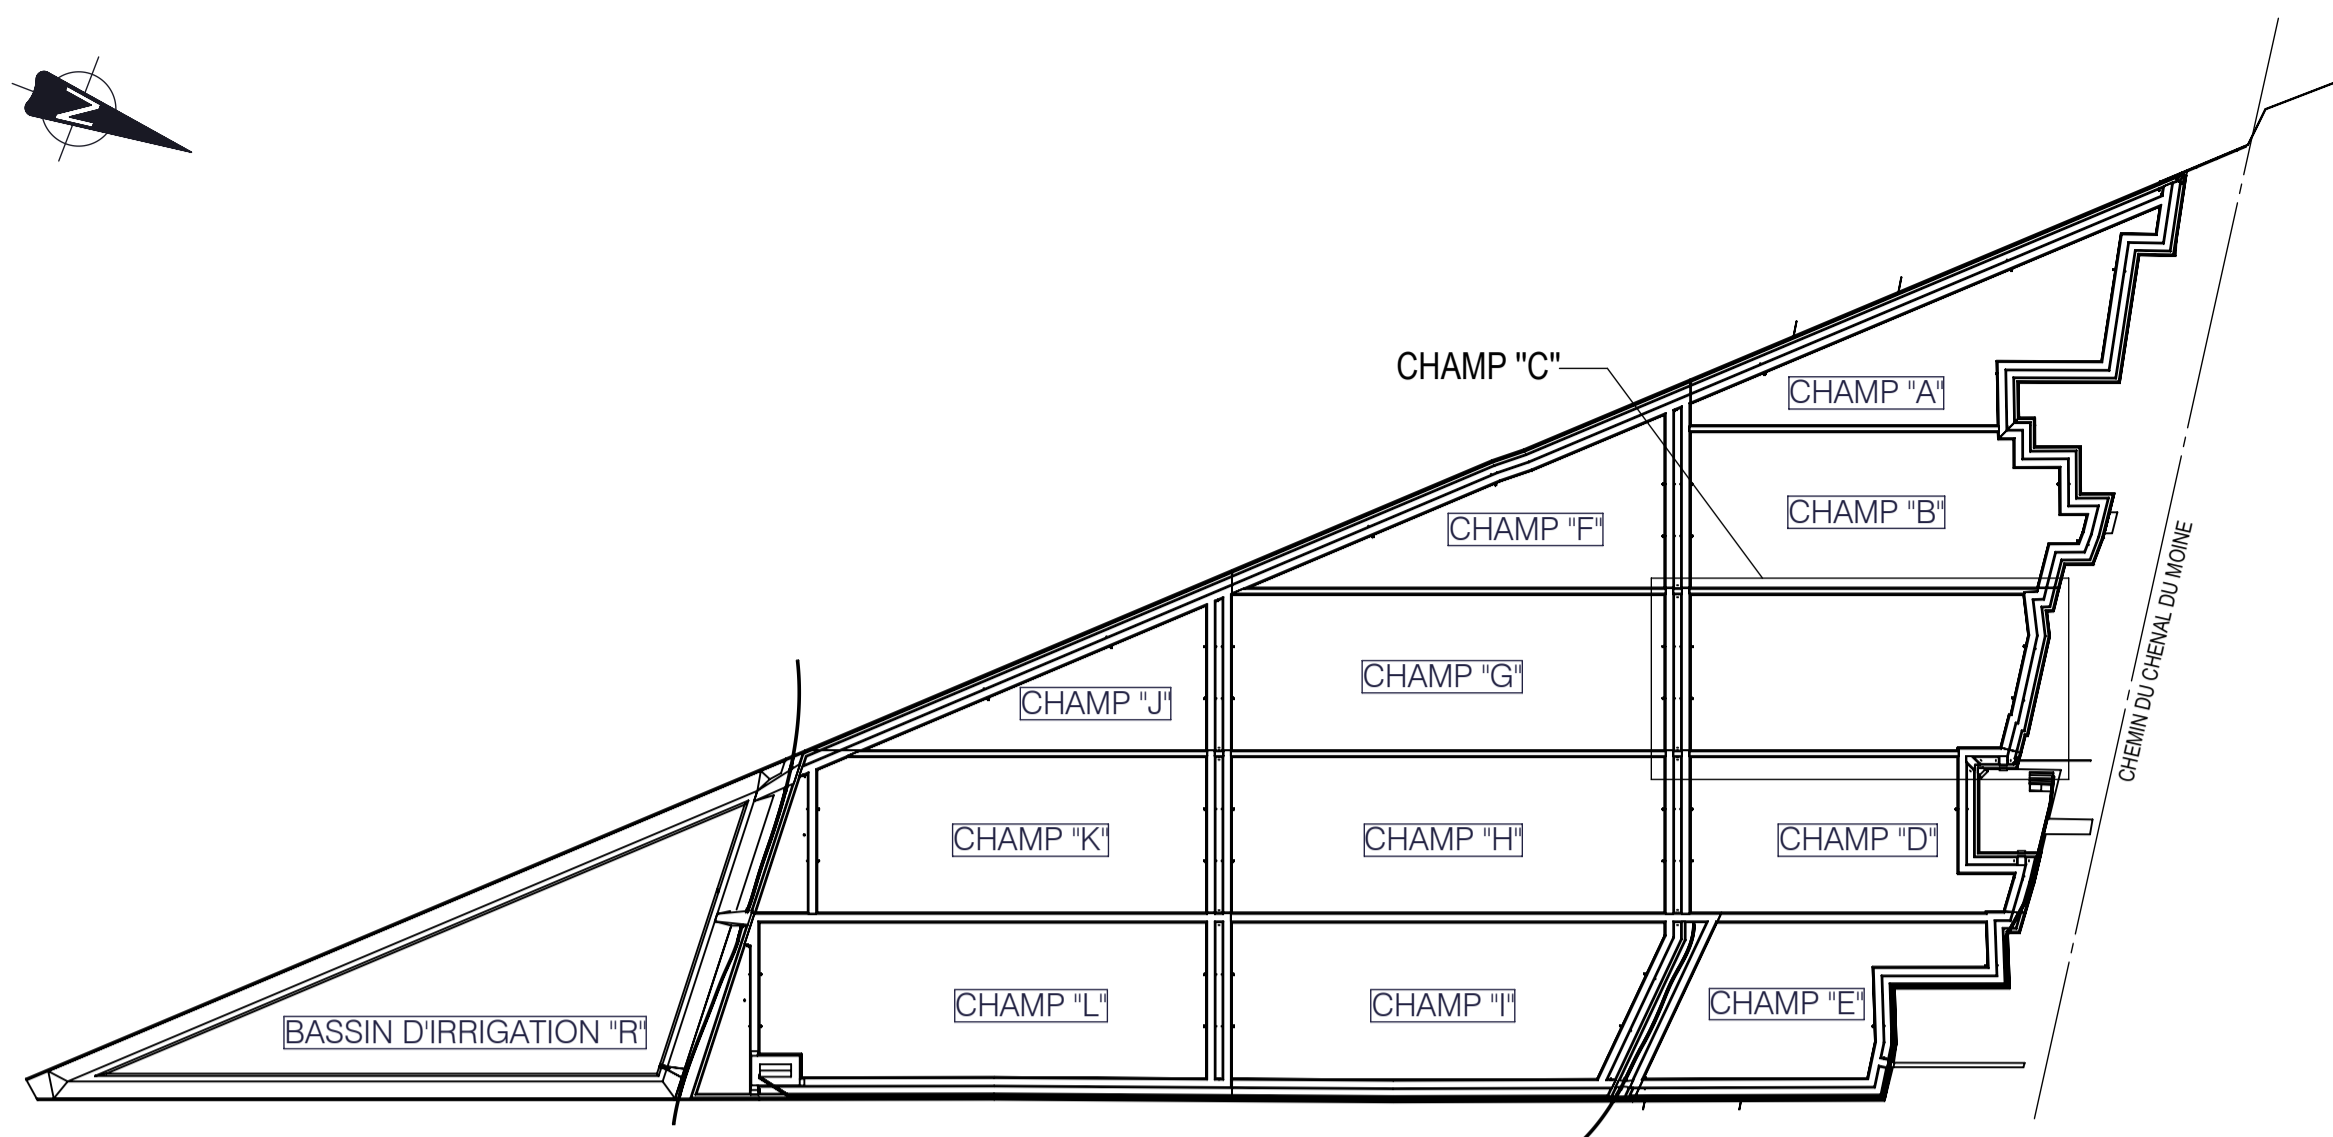 N
CHAMP "C"
CHAMP "A"
CHAMP "B"
CHAMP "F"
CHEMIN DU CHENAL DU MOINE
CHAMP "G"
CHAMP "J"
CHAMP "K"
CHAMP "H"
CHAMP "D"
CHAMP "L"
CHAMP "I"
CHAMP "E"
BASSIN D'IRRIGATION "R"